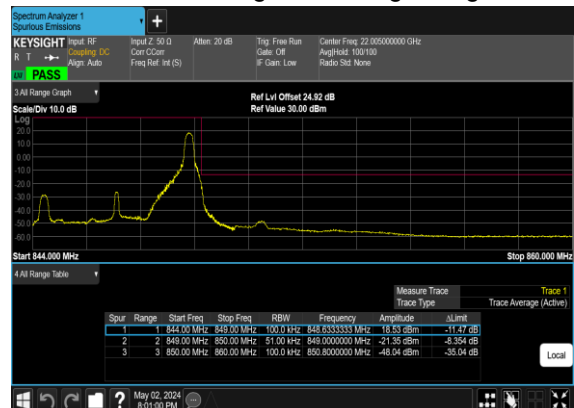 Spectrum Analyzer 1
Spurious Emissions
+
KEYSIGHT Input: RF Input Z: 50 Ω Atten: 20 dB Trig: Free Run Center Freq: 22.005000000 GHz
R T Coupling: DC Corr CCorr Gate: Off Avg|Hold: 100/100
Align: Auto Freq Ref: Int (S) IF Gain: Low Radio Std: None
PASS
3 All Range Graph Ref Lvl Offset 24.92 dB
Scale/Div 10.0 dB Ref Value 30.00 dBm
Log
20.0
10.0
0.00
-10.0
-20.0
-30.0
-40.0
-50.0
-60.0
Start 844.000 MHz Stop 860.000 MHz
4 All Range Table
Measure Trace Trace 1
Trace Type Trace Average (Active)
Spur Range Start Freq Stop Freq RBW Frequency Amplitude ΔLimit
1 1 844.00 MHz 849.00 MHz 100.0 kHz 848.6333333 MHz 18.53 dBm -11.47 dB
2 2 849.00 MHz 850.00 MHz 51.00 kHz 849.0000000 MHz -21.35 dBm -8.354 dB
3 3 850.00 MHz 860.00 MHz 100.0 kHz 850.8000000 MHz -48.04 dBm -35.04 dB
Local
? May 02, 2024
8:01:00 PM